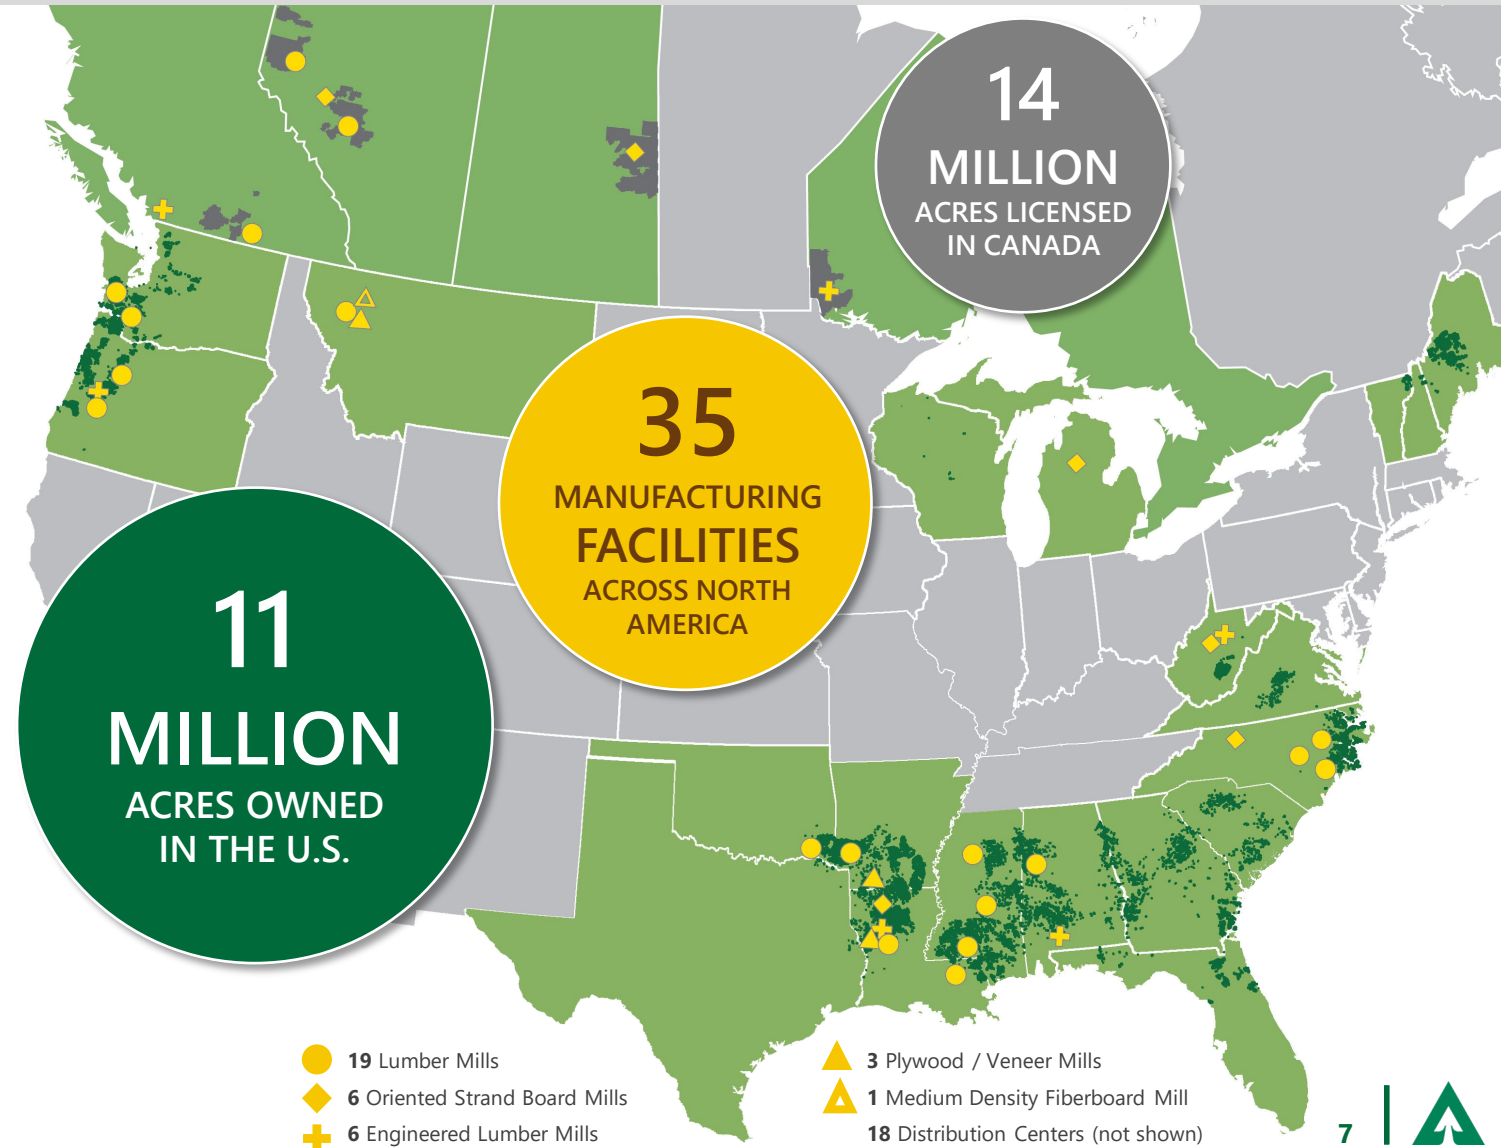 14
MILLION
ACRES LICENSED
IN CANADA
35
MANUFACTURING
FACILITIES
ACROSS NORTH
AMERICA
11
MILLION
ACRES OWNED
IN THE U.S.
19 Lumber Mills
6 Oriented Strand Board Mills
6 Engineered Lumber Mills
3 Plywood / Veneer Mills
1 Medium Density Fiberboard Mill
18 Distribution Centers (not shown)
7